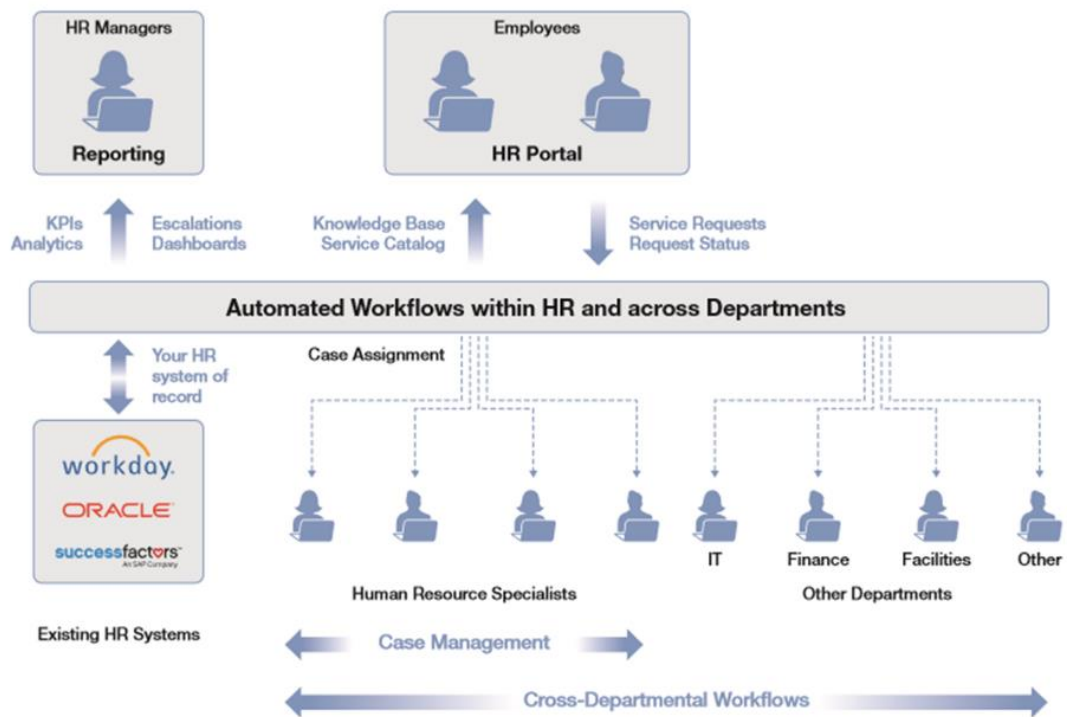 HR Managers
Reporting
Employees
HR Portal
KPIs
Analytics
Escalations
Dashboards
Knowledge Base
Service Catalog
Service Requests
Request Status
Automated Workflows within HR and across Departments
Your HR
system of
record
Case Assignment
workday.
ORACLE™
successfactors™
An SAP Company
Existing HR Systems
IT
Finance
Facilities
Other
Human Resource Specialists
Other Departments
Case Management
Cross-Departmental Workflows